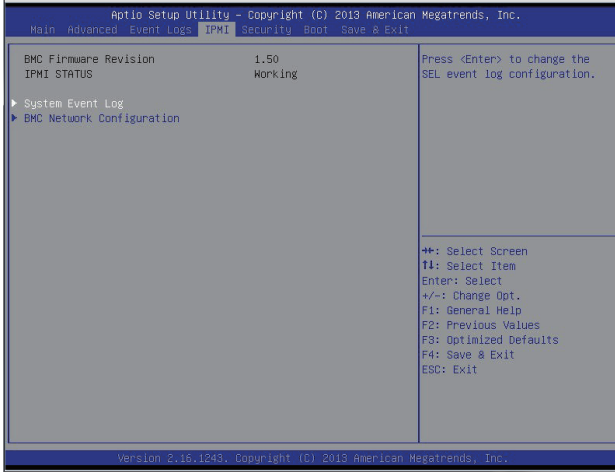 Aptio Setup Utility – Copyright (C) 2013 American Megatrends, Inc.
Main Advanced Event Logs IPMI Security Boot Save & Exit
BMC Firmware Revision 1.50
IPMI STATUS Working
System Event Log
BMC Network Configuration
Press <Enter> to change the
SEL event log configuration.
→←: Select Screen
↑↓: Select Item
Enter: Select
+/-: Change Opt.
F1: General Help
F2: Previous Values
F3: Optimized Defaults
F4: Save & Exit
ESC: Exit
Version 2.16.1243. Copyright (C) 2013 American Megatrends, Inc.